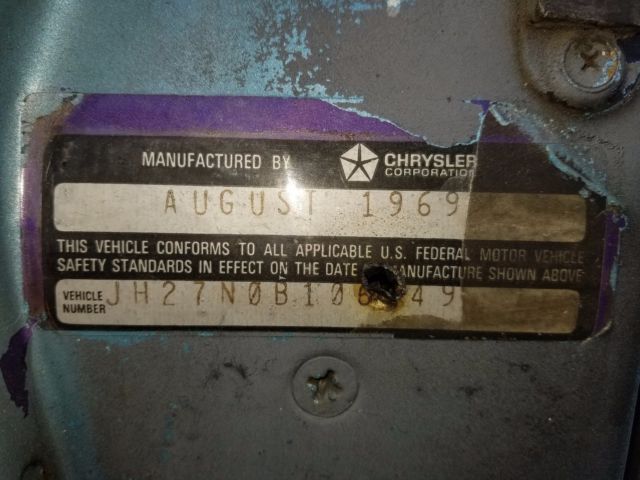 MANUFACTURED BY CHRYSLER CORPORATION
AUGUST 1969
THIS VEHICLE CONFORMS TO ALL APPLICABLE U.S. FEDERAL MOTOR VEHICLE
SAFETY STANDARDS IN EFFECT ON THE DATE MANUFACTURE SHOWN ABOVE
VEHICLE NUMBER